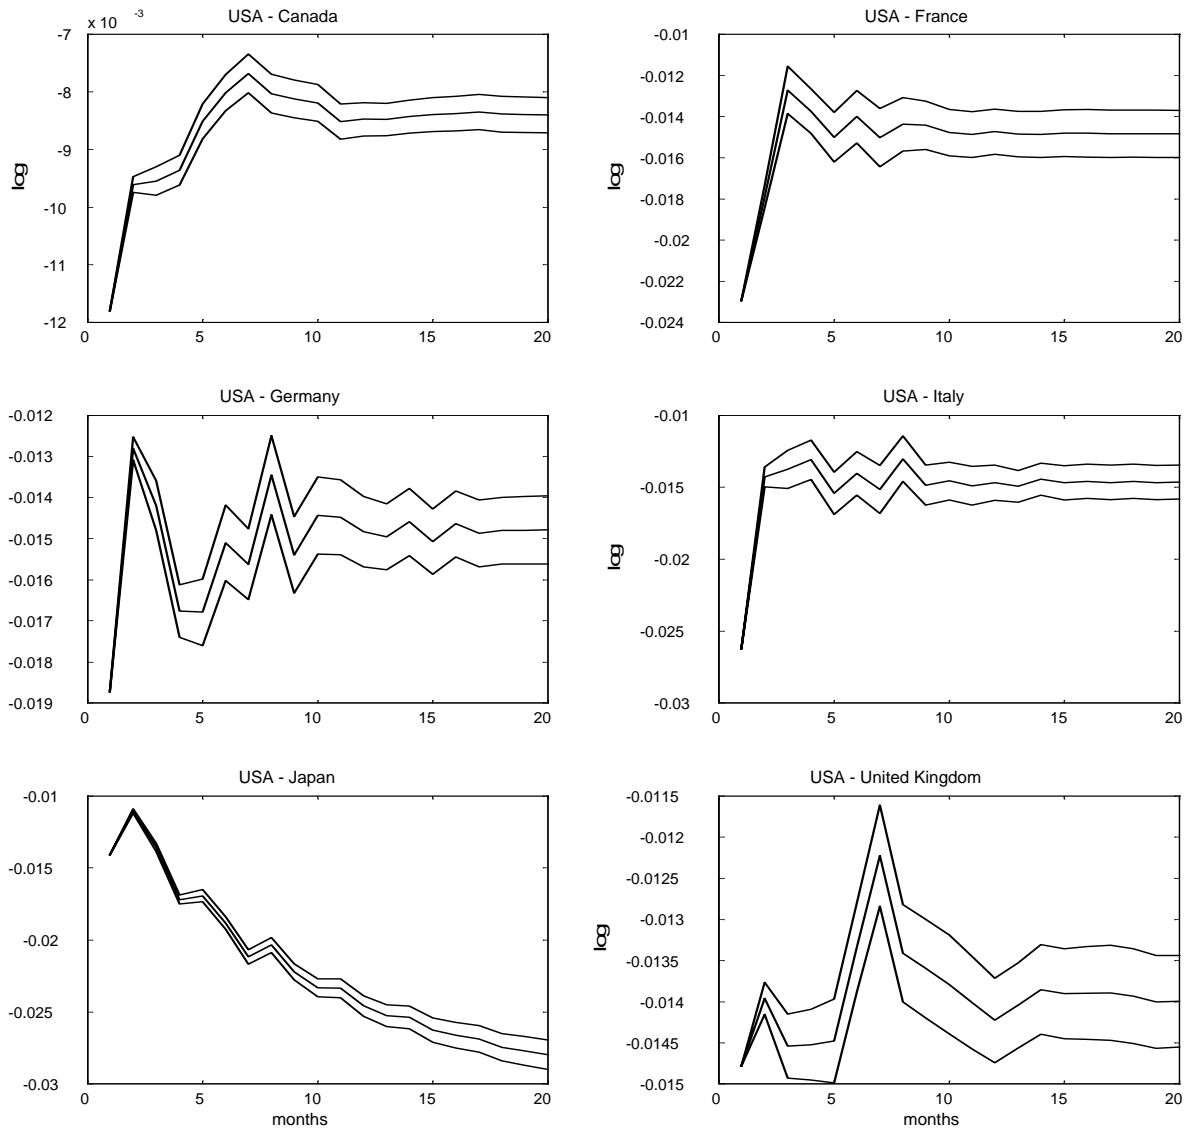 USA - Canada
x 10 -3
-7
-8
-9
-10
-11
-12
log
0 5 10 15 20
USA - France
-0.01
-0.012
-0.014
-0.016
-0.018
-0.02
-0.022
-0.024
log
0 5 10 15 20
USA - Germany
-0.012
-0.013
-0.014
-0.015
-0.016
-0.017
-0.018
-0.019
0 5 10 15 20
USA - Italy
-0.01
-0.015
-0.02
-0.025
-0.03
log
0 5 10 15 20
USA - Japan
-0.01
-0.015
-0.02
-0.025
-0.03
0 5 10 15 20
months
USA - United Kingdom
-0.0115
-0.012
-0.0125
-0.013
-0.0135
-0.014
-0.0145
-0.015
log
0 5 10 15 20
months